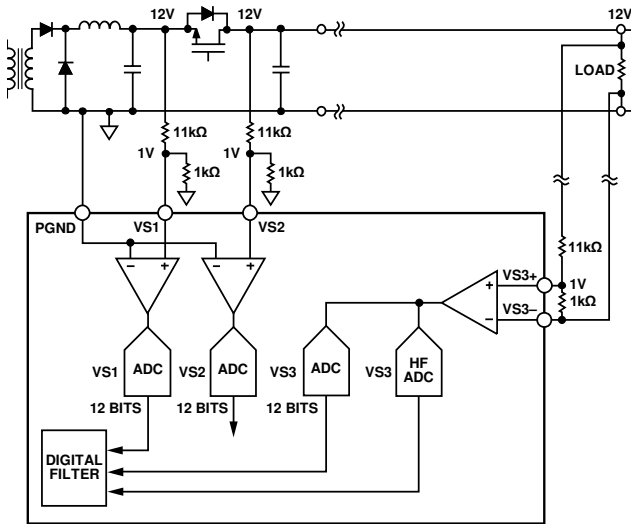 12V
12V
12V
LOAD
11kΩ
11kΩ
1V
1V
1kΩ
1kΩ
PGND
VS1
VS2
11kΩ
VS3+
1V
1kΩ
VS3–
–
+
–
+
+
–
VS1
ADC
VS2
ADC
VS3
ADC
VS3
HF
ADC
12 BITS
12 BITS
12 BITS
DIGITAL
FILTER